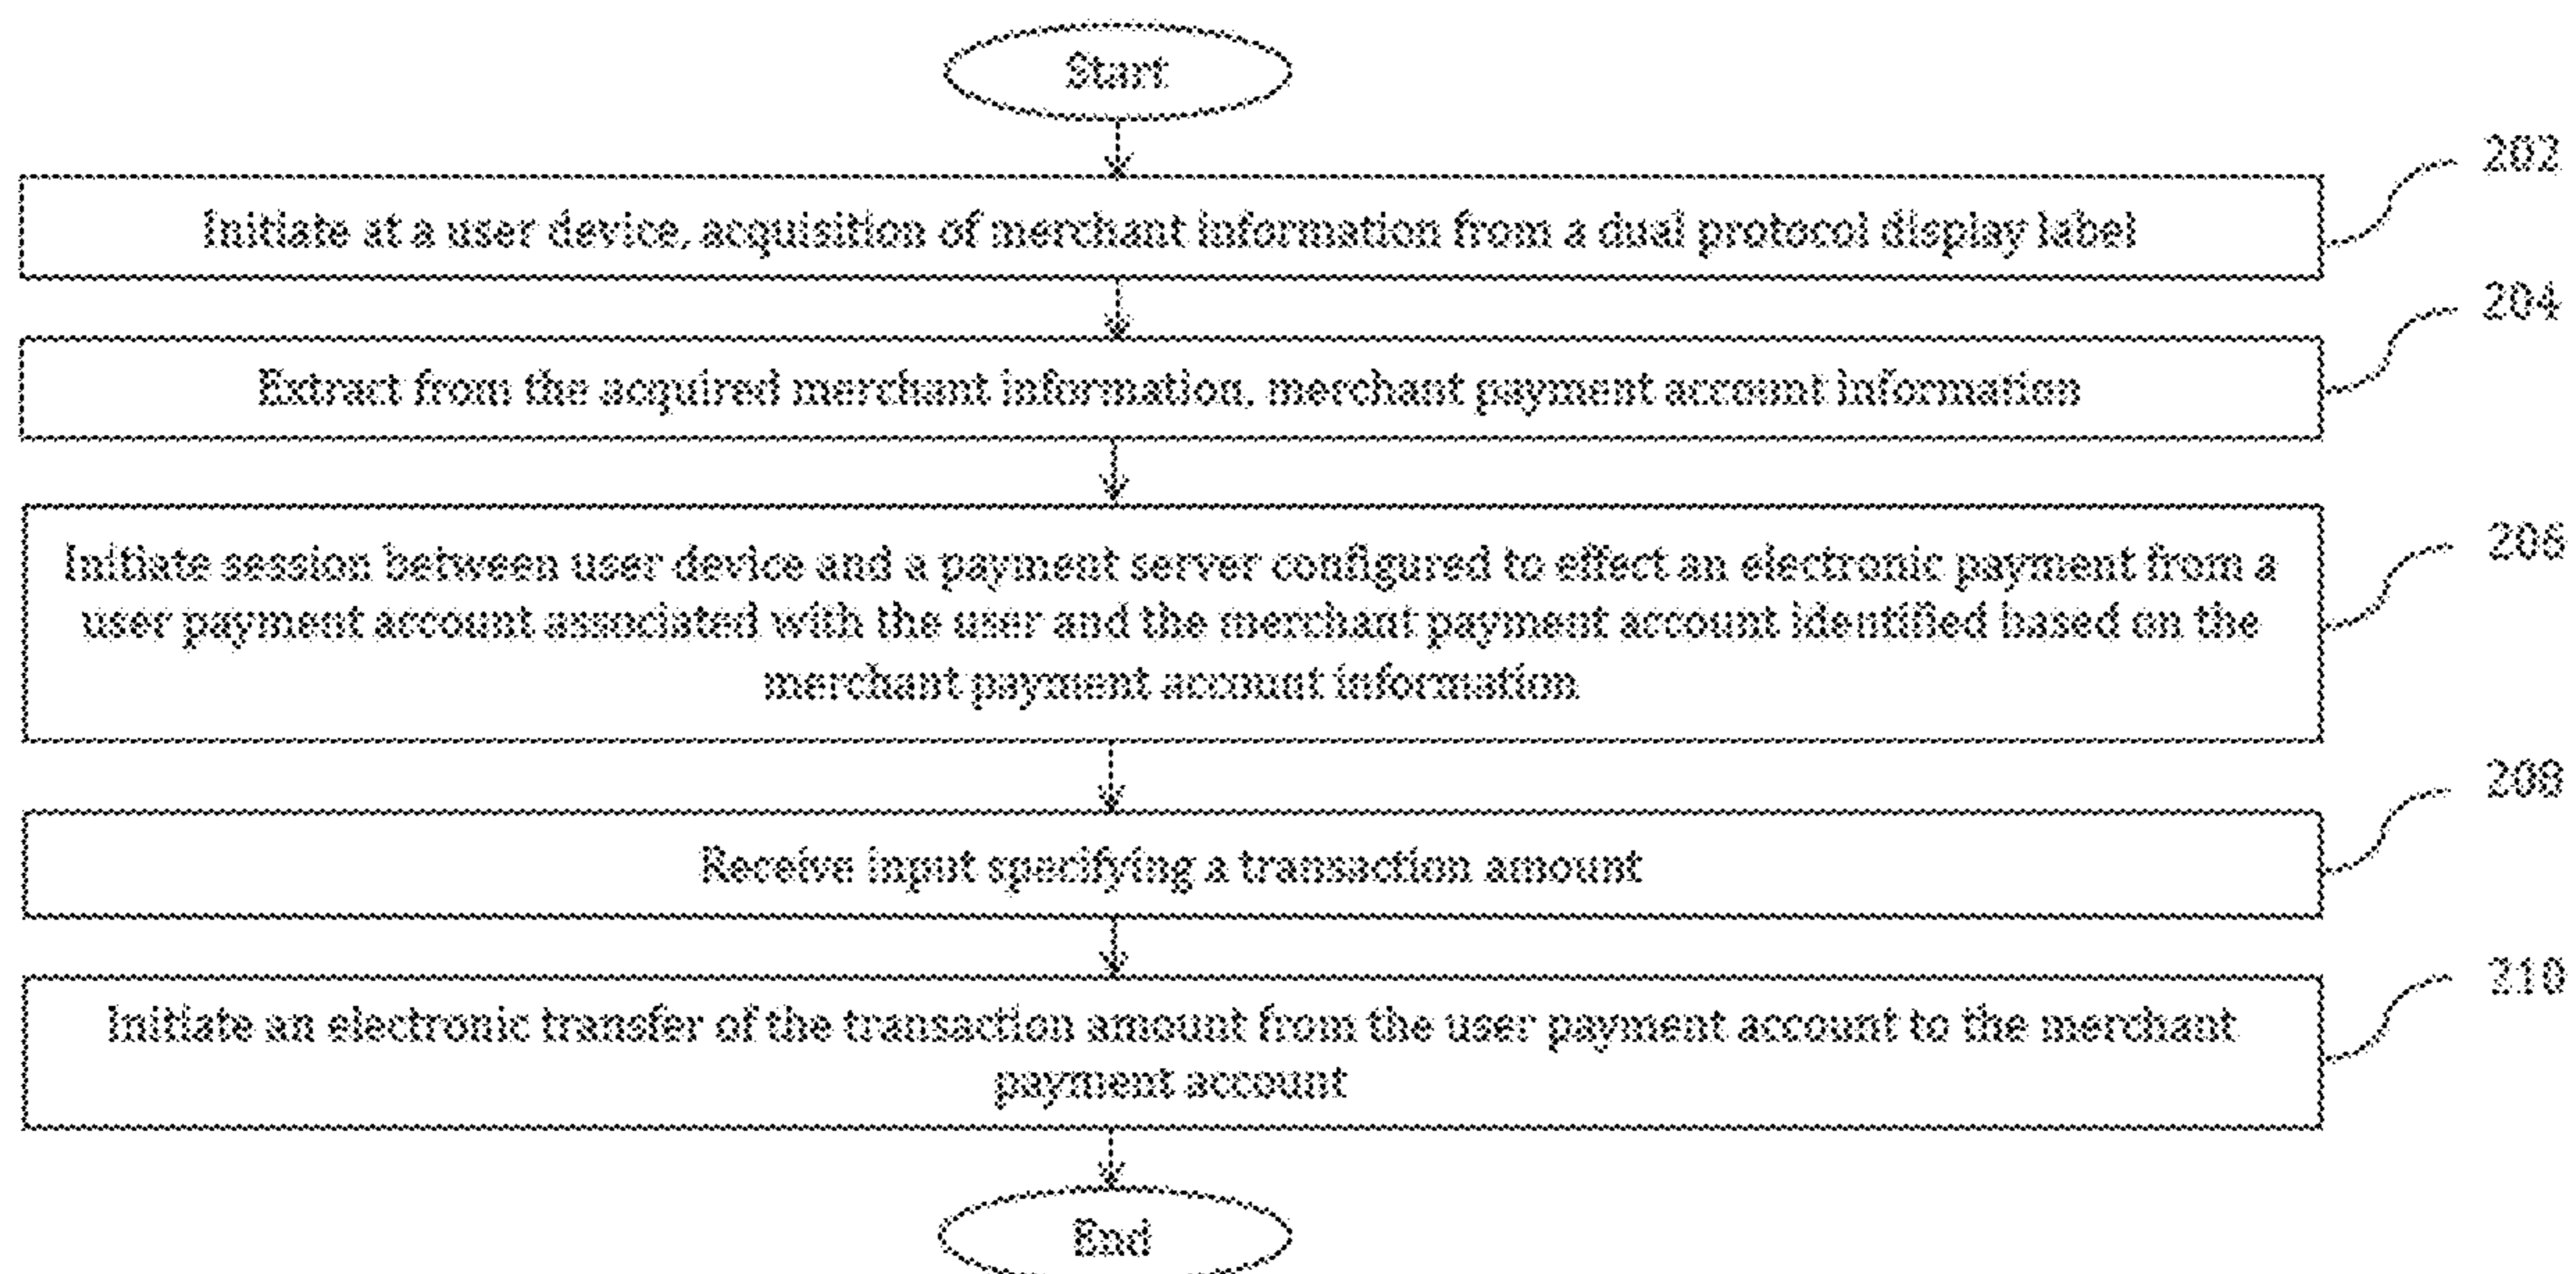 Start
202
Initiate at a user device, acquisition of merchant information from a dual protocol display label
204
Extract from the acquired merchant information, merchant payment account information
206
Initiate session between user device and a payment server configured to effect an electronic payment from a
user payment account associated with the user and the merchant payment account identified based on the
merchant payment account information
208
Receive input specifying a transaction amount
210
Initiate an electronic transfer of the transaction amount from the user payment account to the merchant
payment account
End